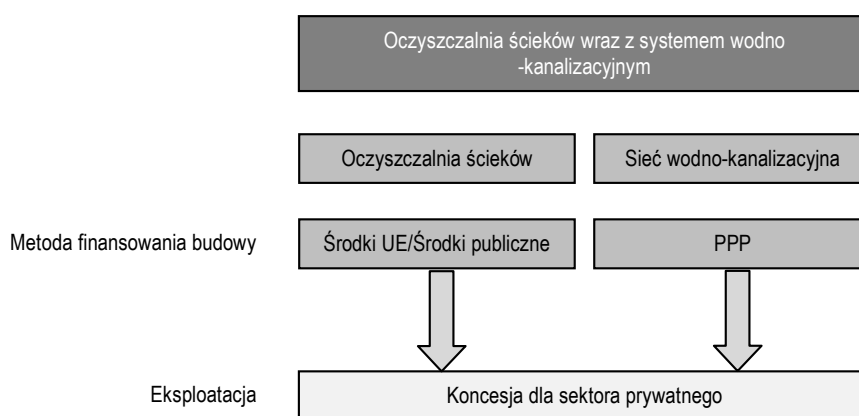 Oczyszczalnia ścieków wraz z systemem wodno
-kanalizacyjnym
Oczyszczalnia ścieków
Sieć wodno-kanalizacyjna
Metoda finansowania budowy
Środki UE/Środki publiczne
PPP
Eksploatacja
Koncesja dla sektora prywatnego